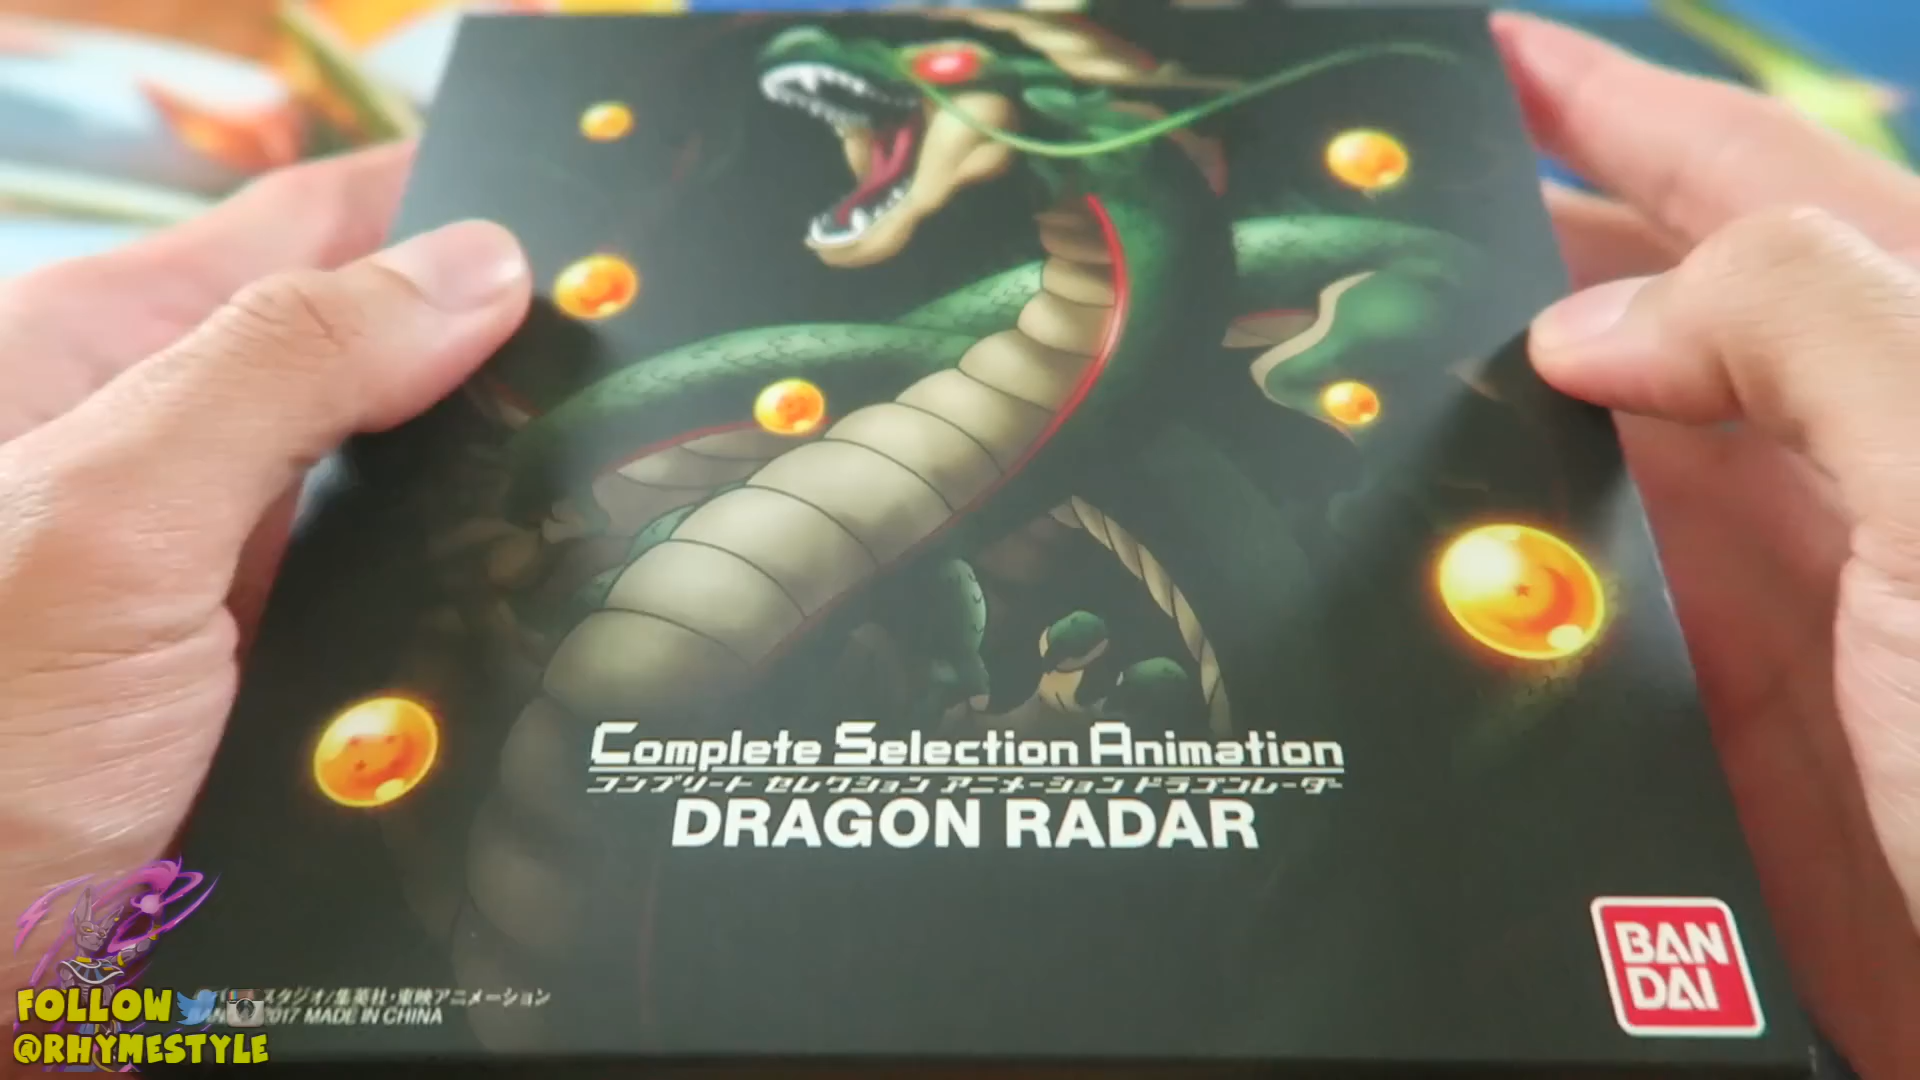 Complete Selection Animation
コンプリート セレクション アニメーション ドラゴンレーダー
DRAGON RADAR
BAN
DAI
スタジオ/集英社・東映アニメーション
2017 MADE IN CHINA
FOLLOW
@RHYMESTYLE